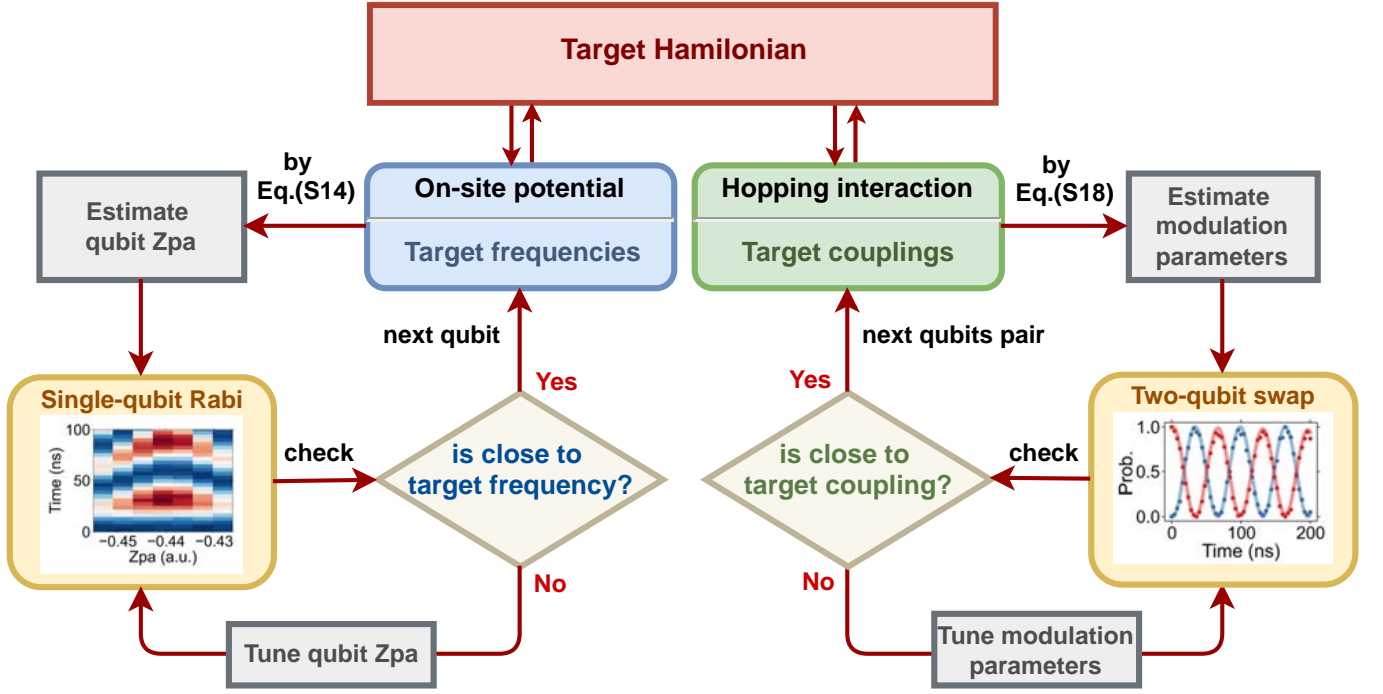 Target Hamilonian
by
Eq.(S14)
On-site potential
Target frequencies
Hopping interaction
Target couplings
by
Eq.(S18)
Estimate
qubit Zpa
Estimate
modulation
parameters
next qubit
next qubits pair
Single-qubit Rabi
100
50
0
Time (ns)
−0.45 −0.44 −0.43
Zpa (a.u.)
check
Yes
is close to
target frequency?
No
Yes
is close to
target coupling?
No
check
Two-qubit swap
1.0
0.5
0.0
Prob.
0 100 200
Time (ns)
Tune qubit Zpa
Tune modulation
parameters